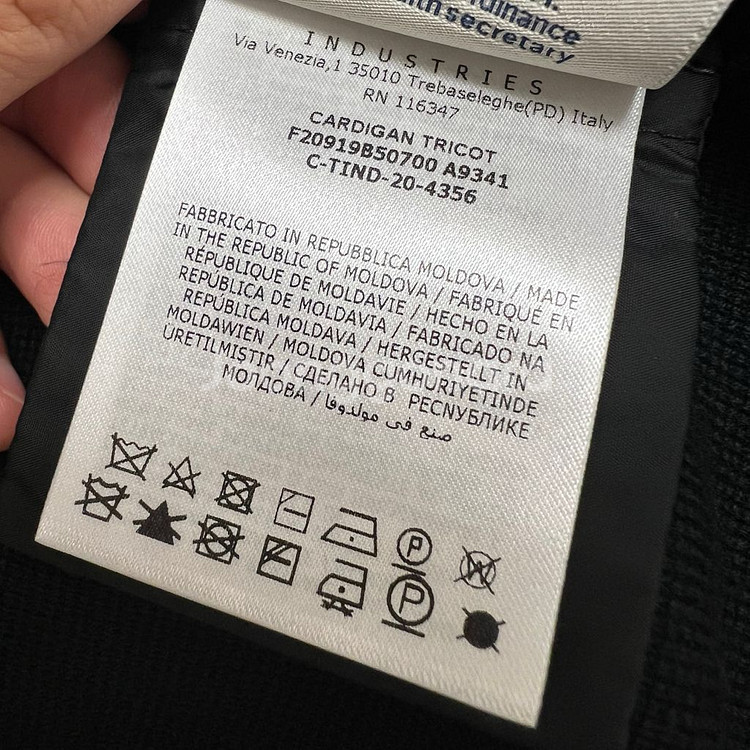 dinance
secretary
INDUSTRIES
Via Venezia,1 35010 Trebaseleghe(PD) Italy
RN 116347
CARDIGAN TRICOT
F20919B50700 A9341
C-TIND-20-4356
FABBRICATO IN REPUBBLICA MOLDOVA / MADE
IN THE REPUBLIC OF MOLDOVA / FABRIQUÉ EN
RÉPUBLIQUE DE MOLDAVIE / HECHO EN LA
REPÚBLICA DE MOLDAVIA / FABRICADO NA
REPÚBLICA MOLDAVA / HERGESTELLT IN
MOLDAWIEN / MOLDOVA CUMHURIYETINDE
ÜRETILMIŞTIR / СДЕЛАНО В РЕСПУБЛИКЕ
МОЛДОВА / صنع في مولدوفا
P
W
P